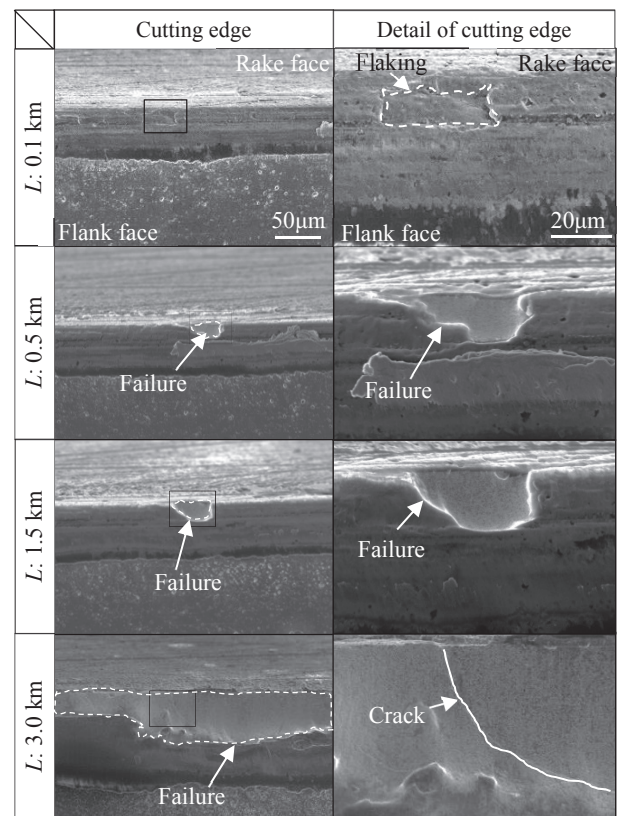 Cutting edge
Detail of cutting edge
L: 0.1 km
Rake face
50μm
Flank face
Flaking
Rake face
20μm
Flank face
L: 0.5 km
Failure
Failure
L: 1.5 km
Failure
Failure
L: 3.0 km
Failure
Crack